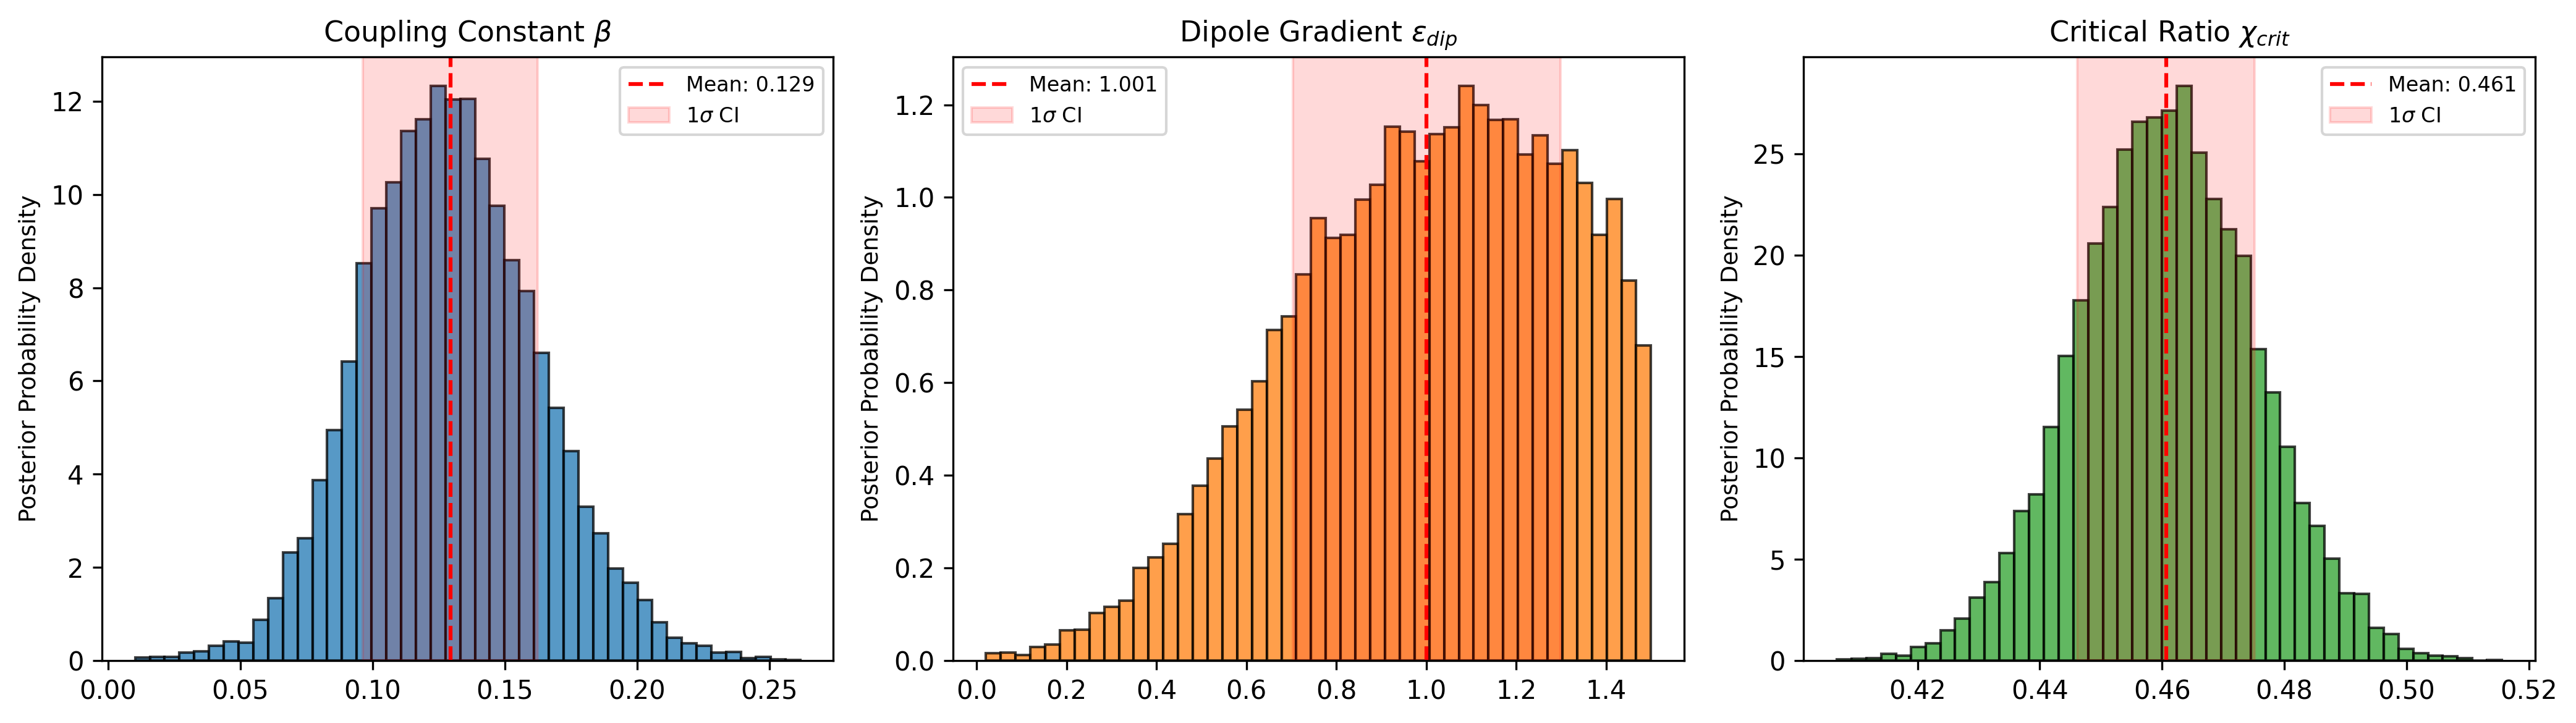 Coupling Constant β
Posterior Probability Density
12
10
8
6
4
2
0
0.00 0.05 0.10 0.15 0.20 0.25
Mean: 0.129
1σ CI
Dipole Gradient ε_dip
Posterior Probability Density
1.2
1.0
0.8
0.6
0.4
0.2
0.0
0.0 0.2 0.4 0.6 0.8 1.0 1.2 1.4
Mean: 1.001
1σ CI
Critical Ratio χ_crit
Posterior Probability Density
25
20
15
10
5
0
0.42 0.44 0.46 0.48 0.50 0.52
Mean: 0.461
1σ CI